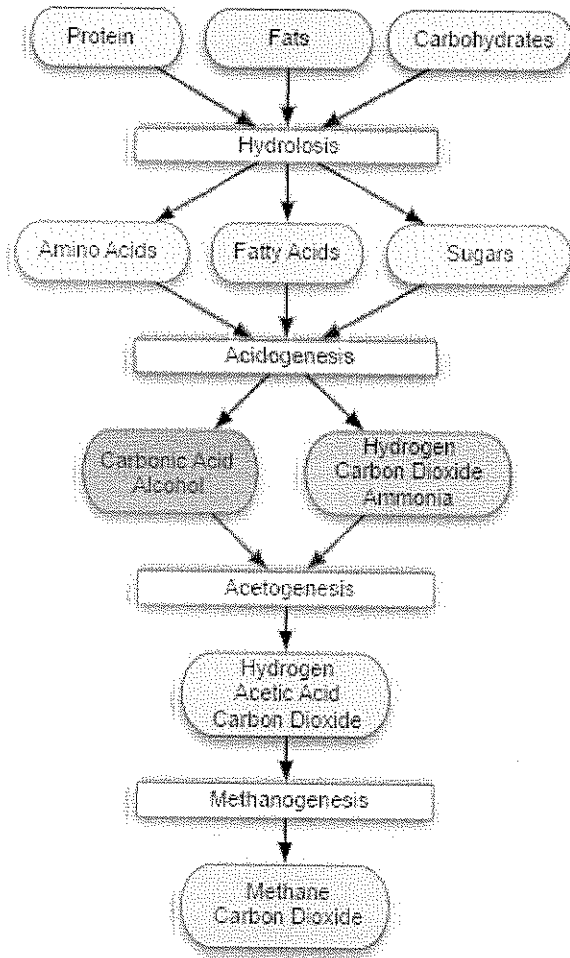 Protein
Fats
Carbohydrates
Hydrolosis
Amino Acids
Fatty Acids
Sugars
Acidogenesis
Carbonic Acid
Alcohol
Hydrogen
Carbon Dioxide
Ammonia
Acetogenesis
Hydrogen
Acetic Acid
Carbon Dioxide
Methanogenesis
Methane
Carbon Dioxide